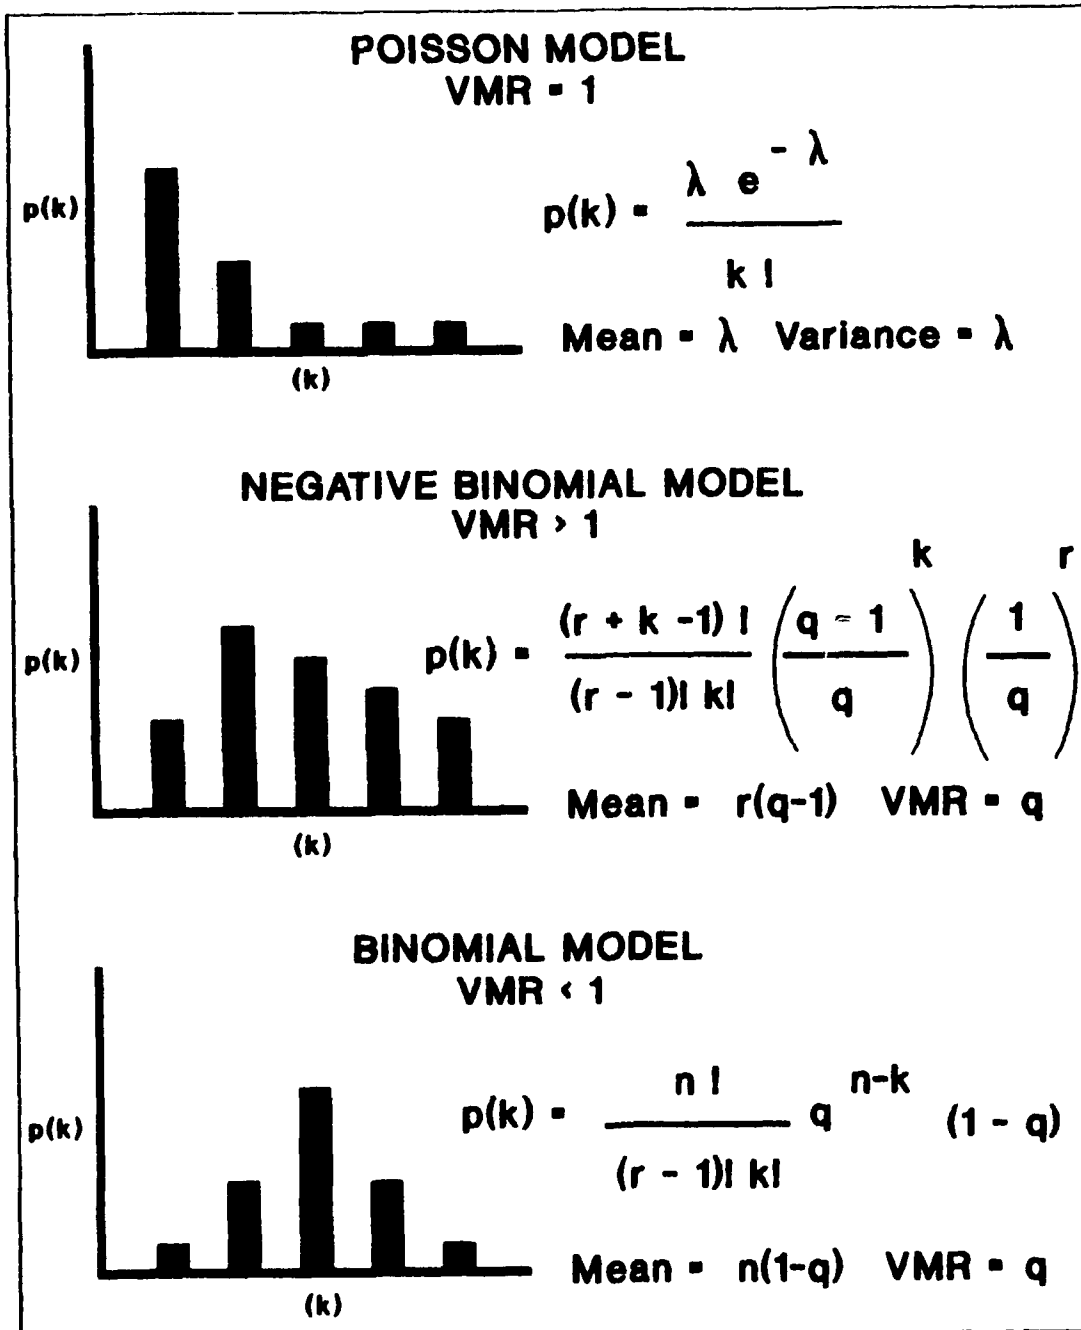 POISSON MODEL
VMR = 1
p(k)
p(k) = λ e^{-λ} / k !
Mean = λ Variance = λ
(k)
NEGATIVE BINOMIAL MODEL
VMR > 1
p(k)
p(k) = (r + k -1) ! / (r - 1)! k! (q - 1 / q)^k (1 / q)^r
Mean = r(q-1) VMR = q
(k)
BINOMIAL MODEL
VMR < 1
p(k)
p(k) = n ! / (r - 1)! k! q^{n-k} (1 - q)
Mean = n(1-q) VMR = q
(k)